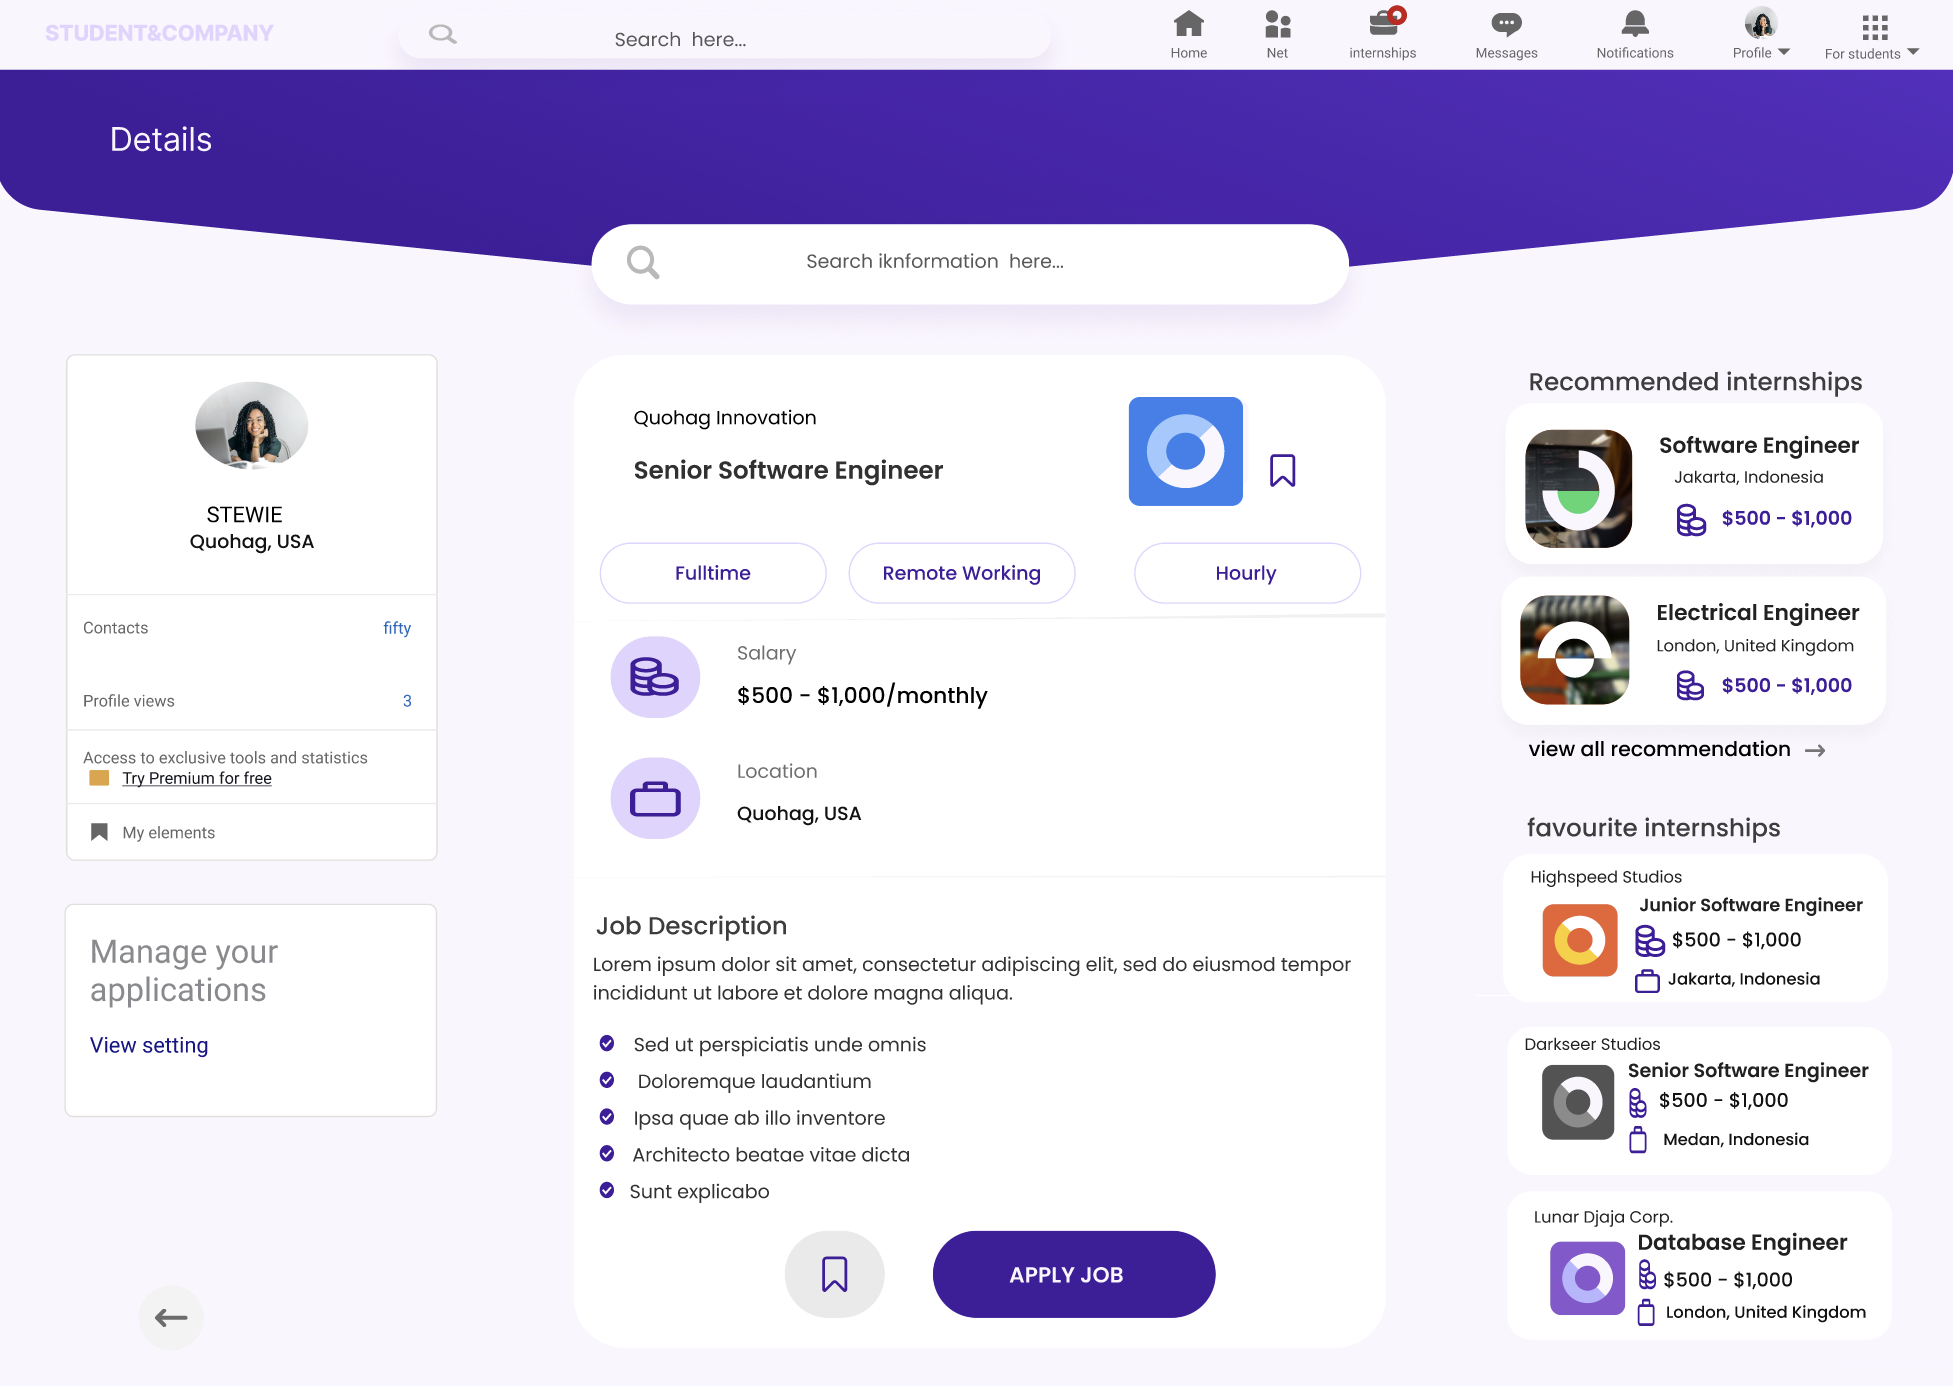 STUDENT&COMPANY
Search here...
Home
Net
internships
Messages
Notifications
Profile
For students
Details
Search iknformation here...
STEWIE
Quohag, USA
Contacts
fifty
Profile views
3
Access to exclusive tools and statistics
Try Premium for free
My elements
Manage your
applications
View setting
Quohag Innovation
Senior Software Engineer
Fulltime
Remote Working
Hourly
Salary
$500 - $1,000/monthly
Location
Quohag, USA
Job Description
Lorem ipsum dolor sit amet, consectetur adipiscing elit, sed do eiusmod tempor
incididunt ut labore et dolore magna aliqua.
Sed ut perspiciatis unde omnis
Doloremque laudantium
Ipsa quae ab illo inventore
Architecto beatae vitae dicta
Sunt explicabo
APPLY JOB
Recommended internships
Software Engineer
Jakarta, Indonesia
$500 - $1,000
Electrical Engineer
London, United Kingdom
$500 - $1,000
view all recommendation
favourite internships
Highspeed Studios
Junior Software Engineer
$500 - $1,000
Jakarta, Indonesia
Darkseer Studios
Senior Software Engineer
$500 - $1,000
Medan, Indonesia
Lunar Djaja Corp.
Database Engineer
$500 - $1,000
London, United Kingdom